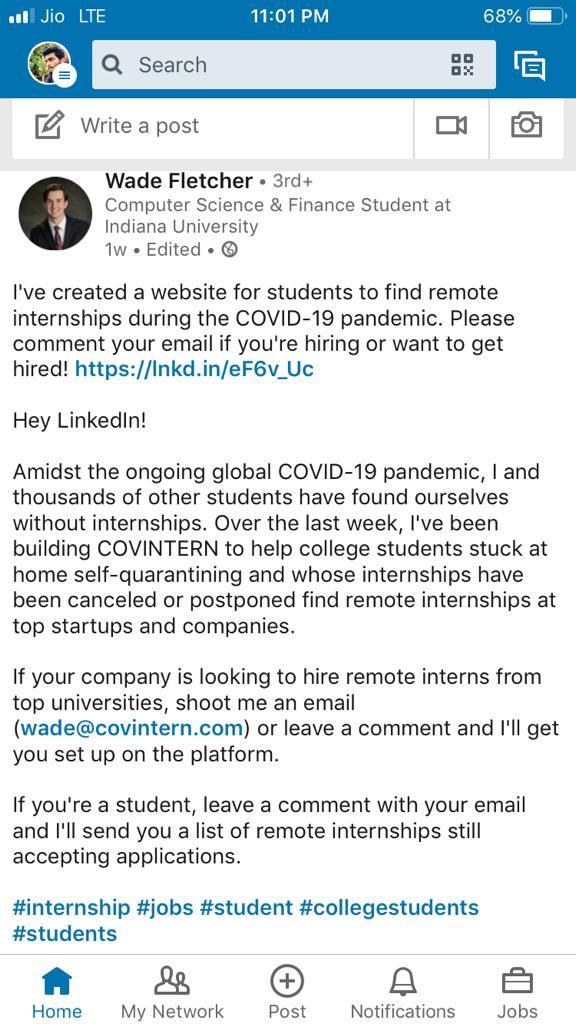 Jio LTE 11:01 PM 68%
Search
Write a post
Wade Fletcher • 3rd+
Computer Science & Finance Student at
Indiana University
1w • Edited •
I've created a website for students to find remote
internships during the COVID-19 pandemic. Please
comment your email if you're hiring or want to get
hired! https://lnkd.in/eF6v_Uc
Hey LinkedIn!
Amidst the ongoing global COVID-19 pandemic, I and
thousands of other students have found ourselves
without internships. Over the last week, I've been
building COVINTERN to help college students stuck at
home self-quarantining and whose internships have
been canceled or postponed find remote internships at
top startups and companies.
If your company is looking to hire remote interns from
top universities, shoot me an email
(wade@covintern.com) or leave a comment and I'll get
you set up on the platform.
If you're a student, leave a comment with your email
and I'll send you a list of remote internships still
accepting applications.
#internship #jobs #student #collegestudents
#students
Home My Network Post Notifications Jobs